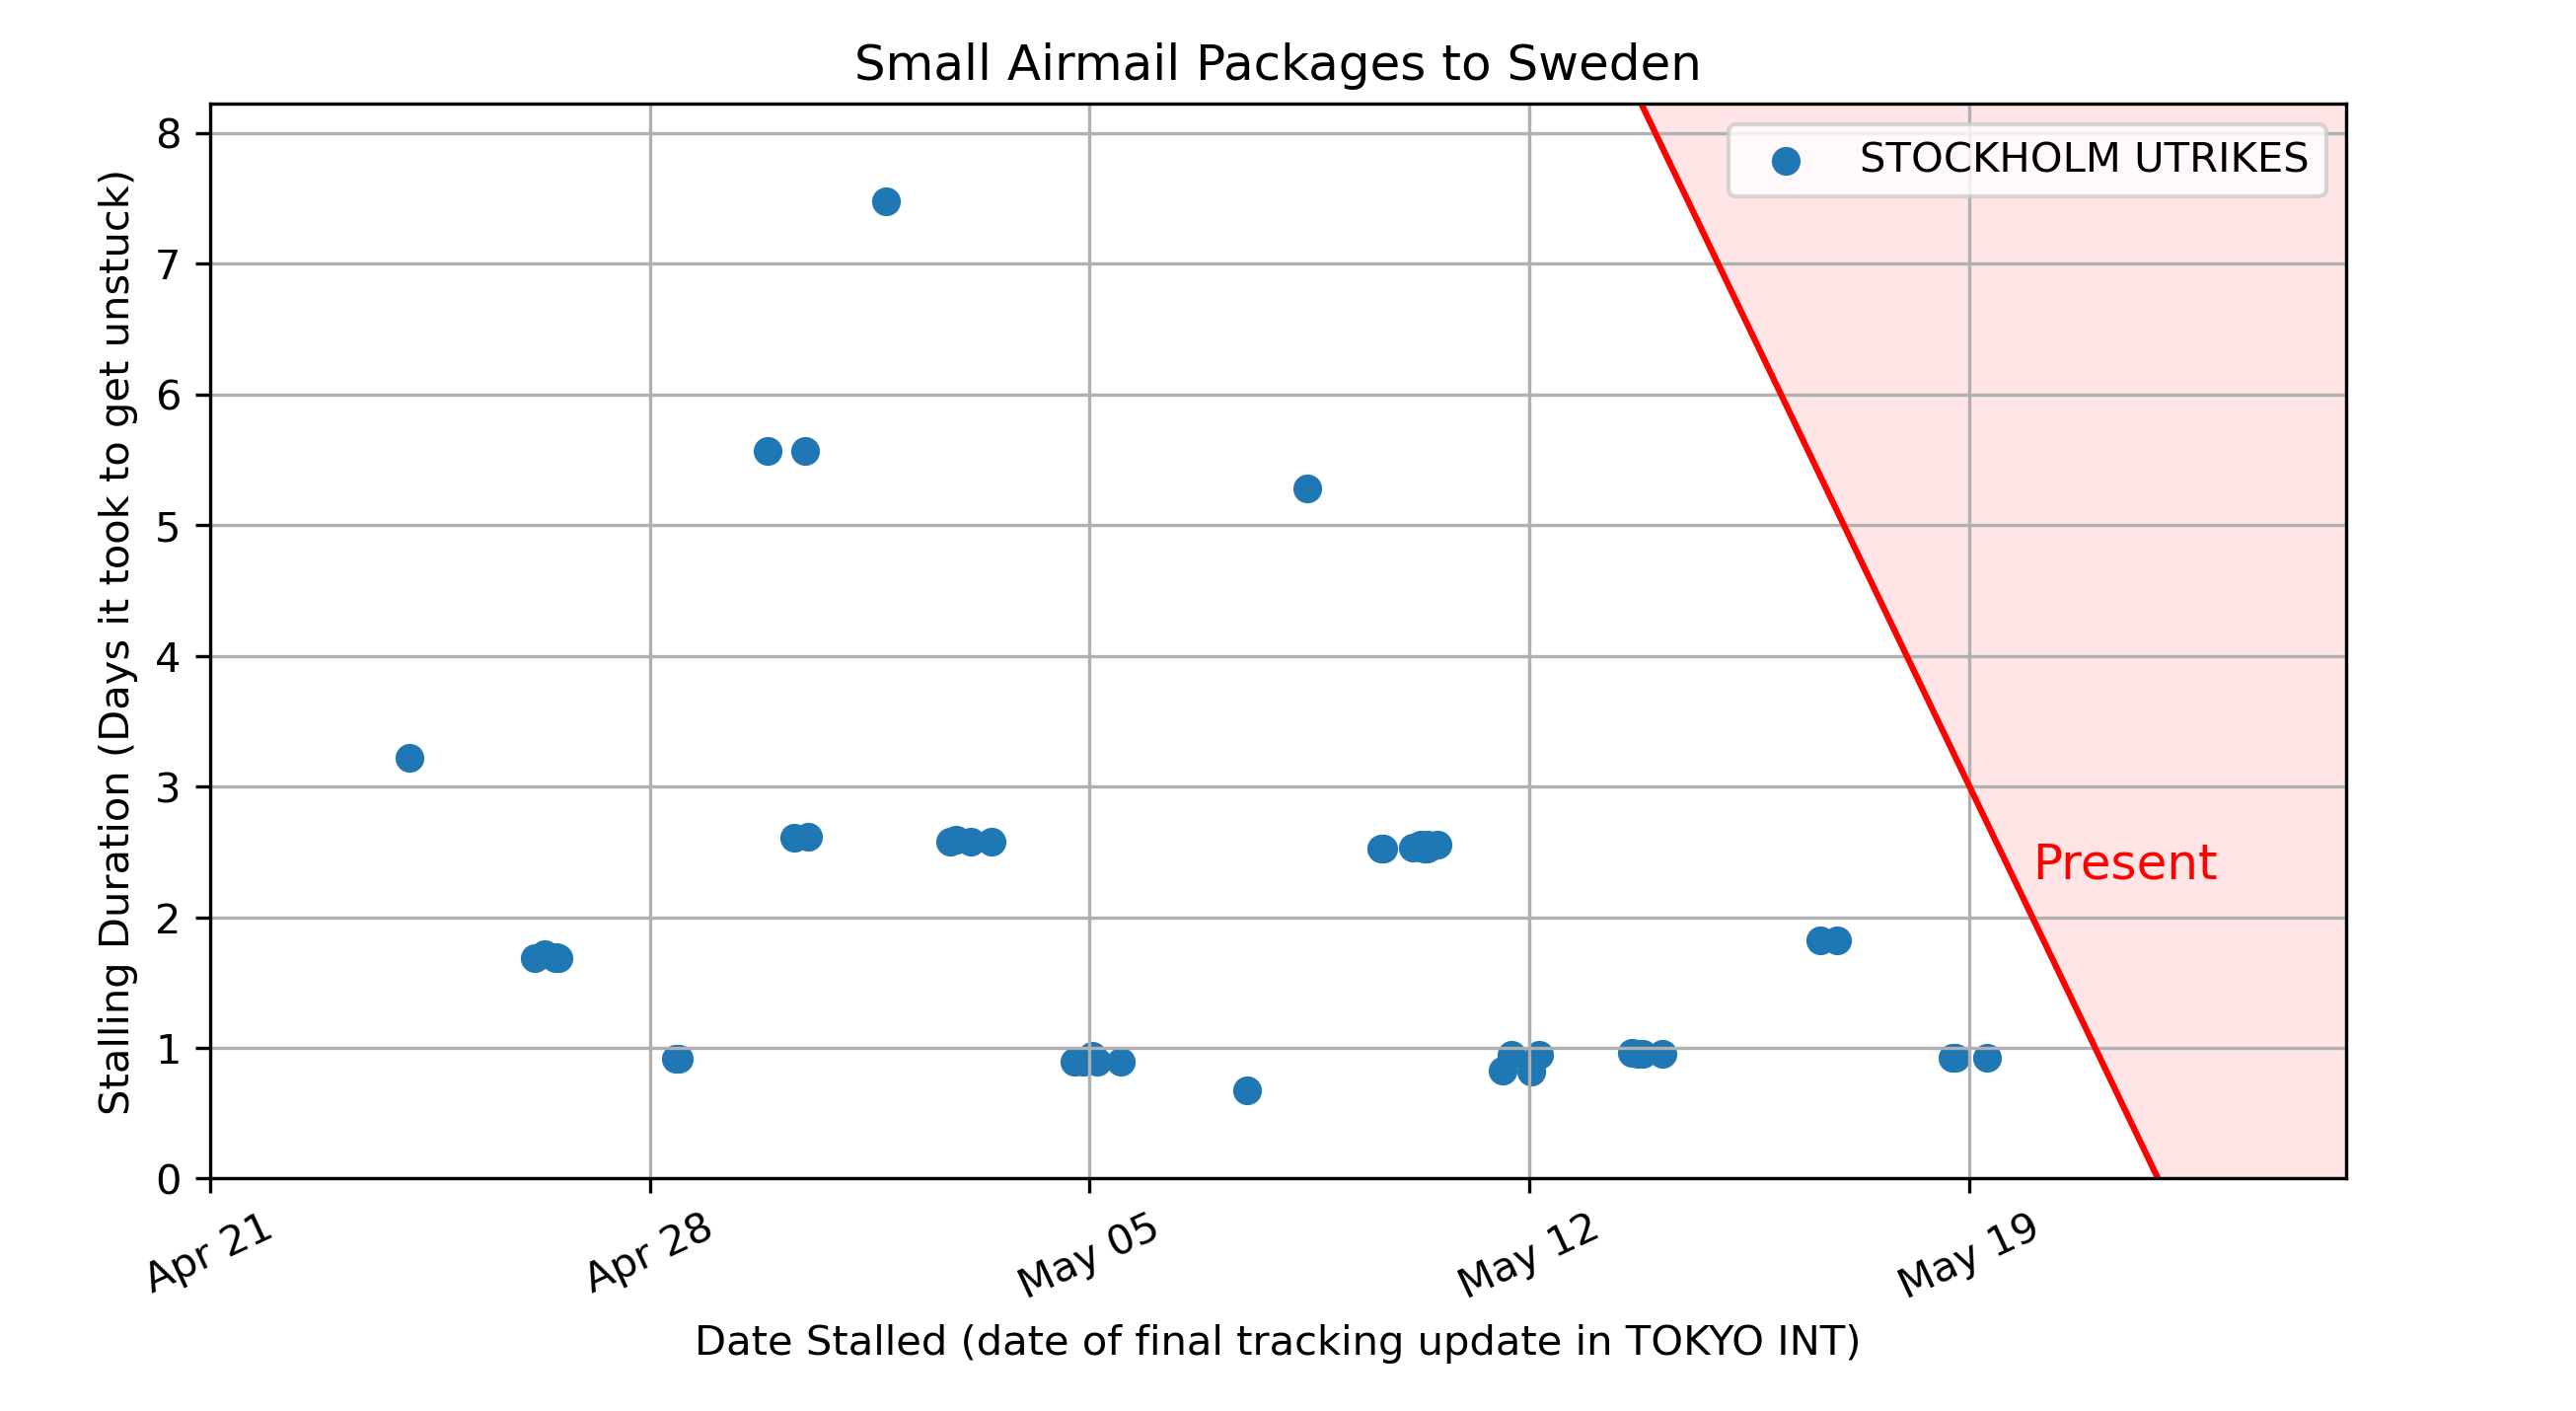 Small Airmail Packages to Sweden
STOCKHOLM UTRIKES
Stalling Duration (Days it took to get unstuck)
8
7
6
5
4
3
2
1
0
Present
Apr 21
Apr 28
May 05
May 12
May 19
Date Stalled (date of final tracking update in TOKYO INT)